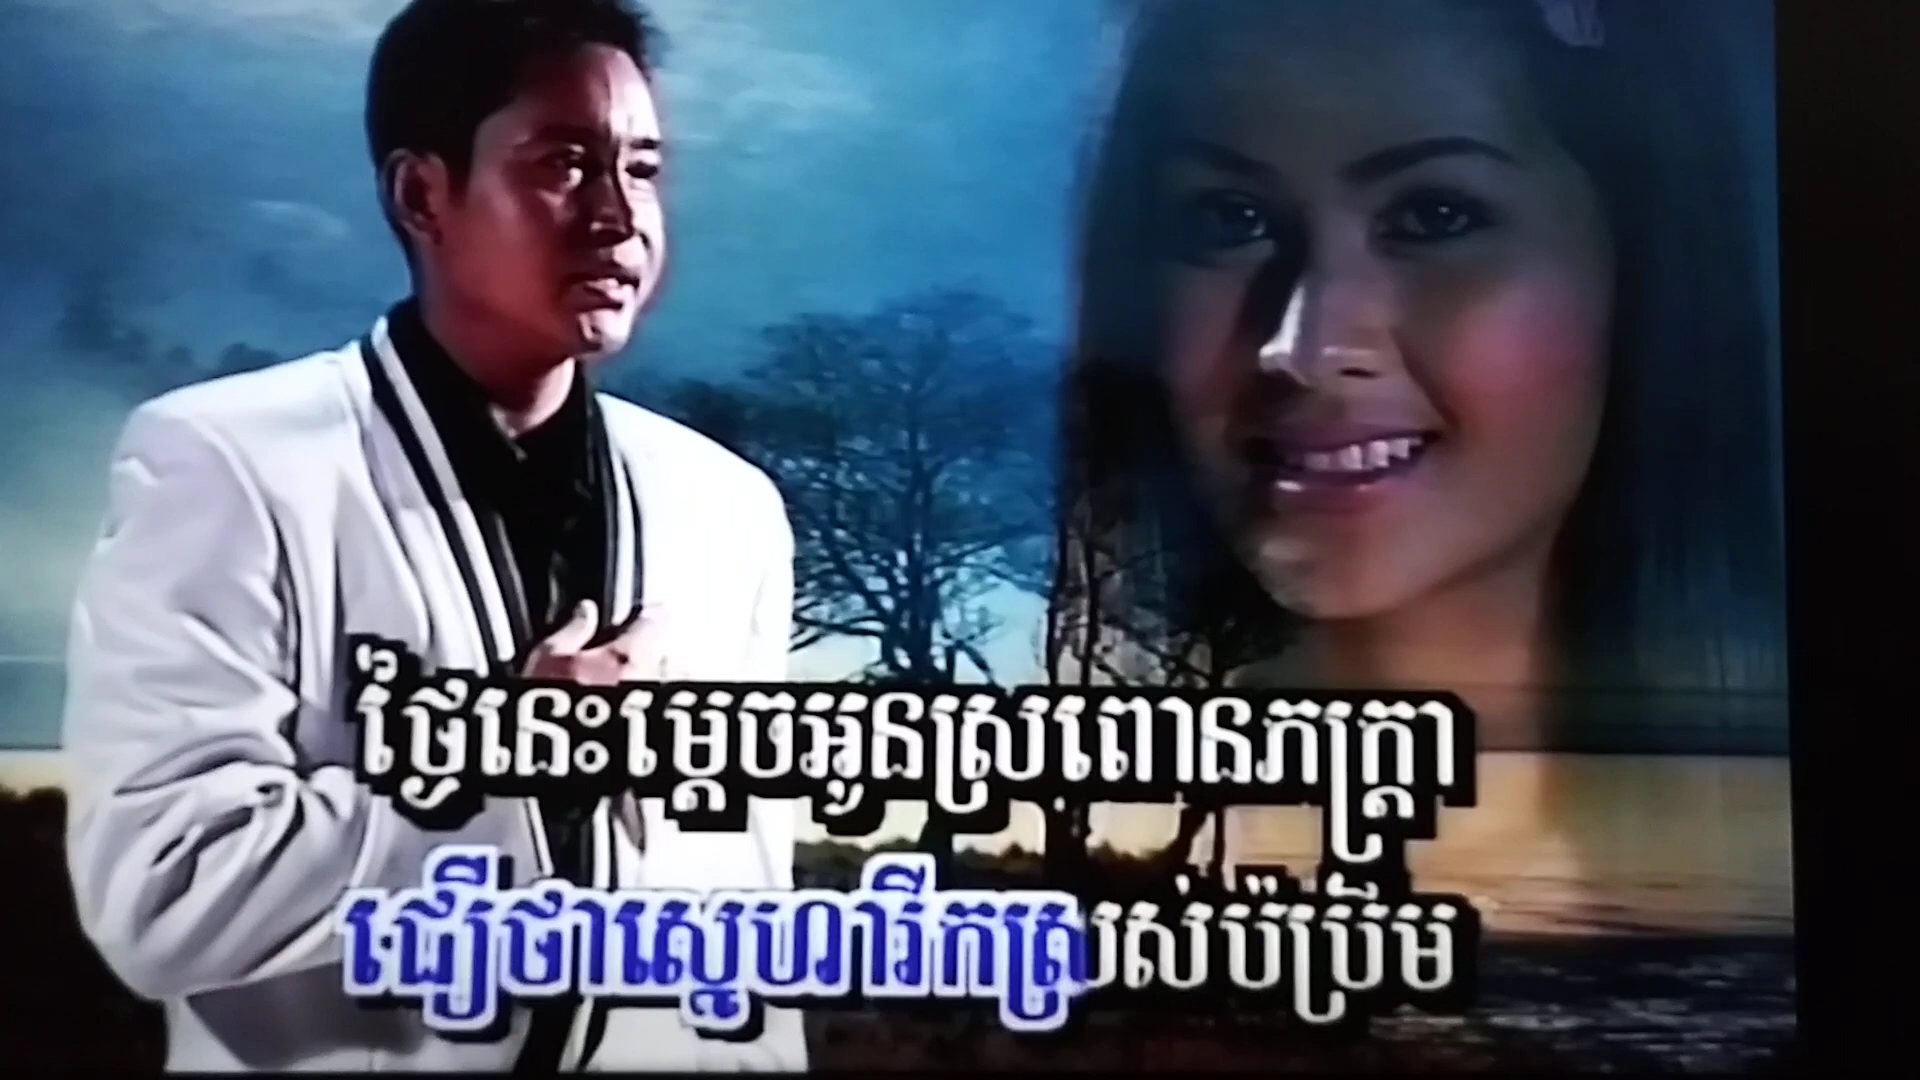 ថ្ងៃនេះម្ដេចអូនស្រពោនភក្ត្រា
ជឿថាស្នេហារីកស្រស់ប៉ប្រឹម